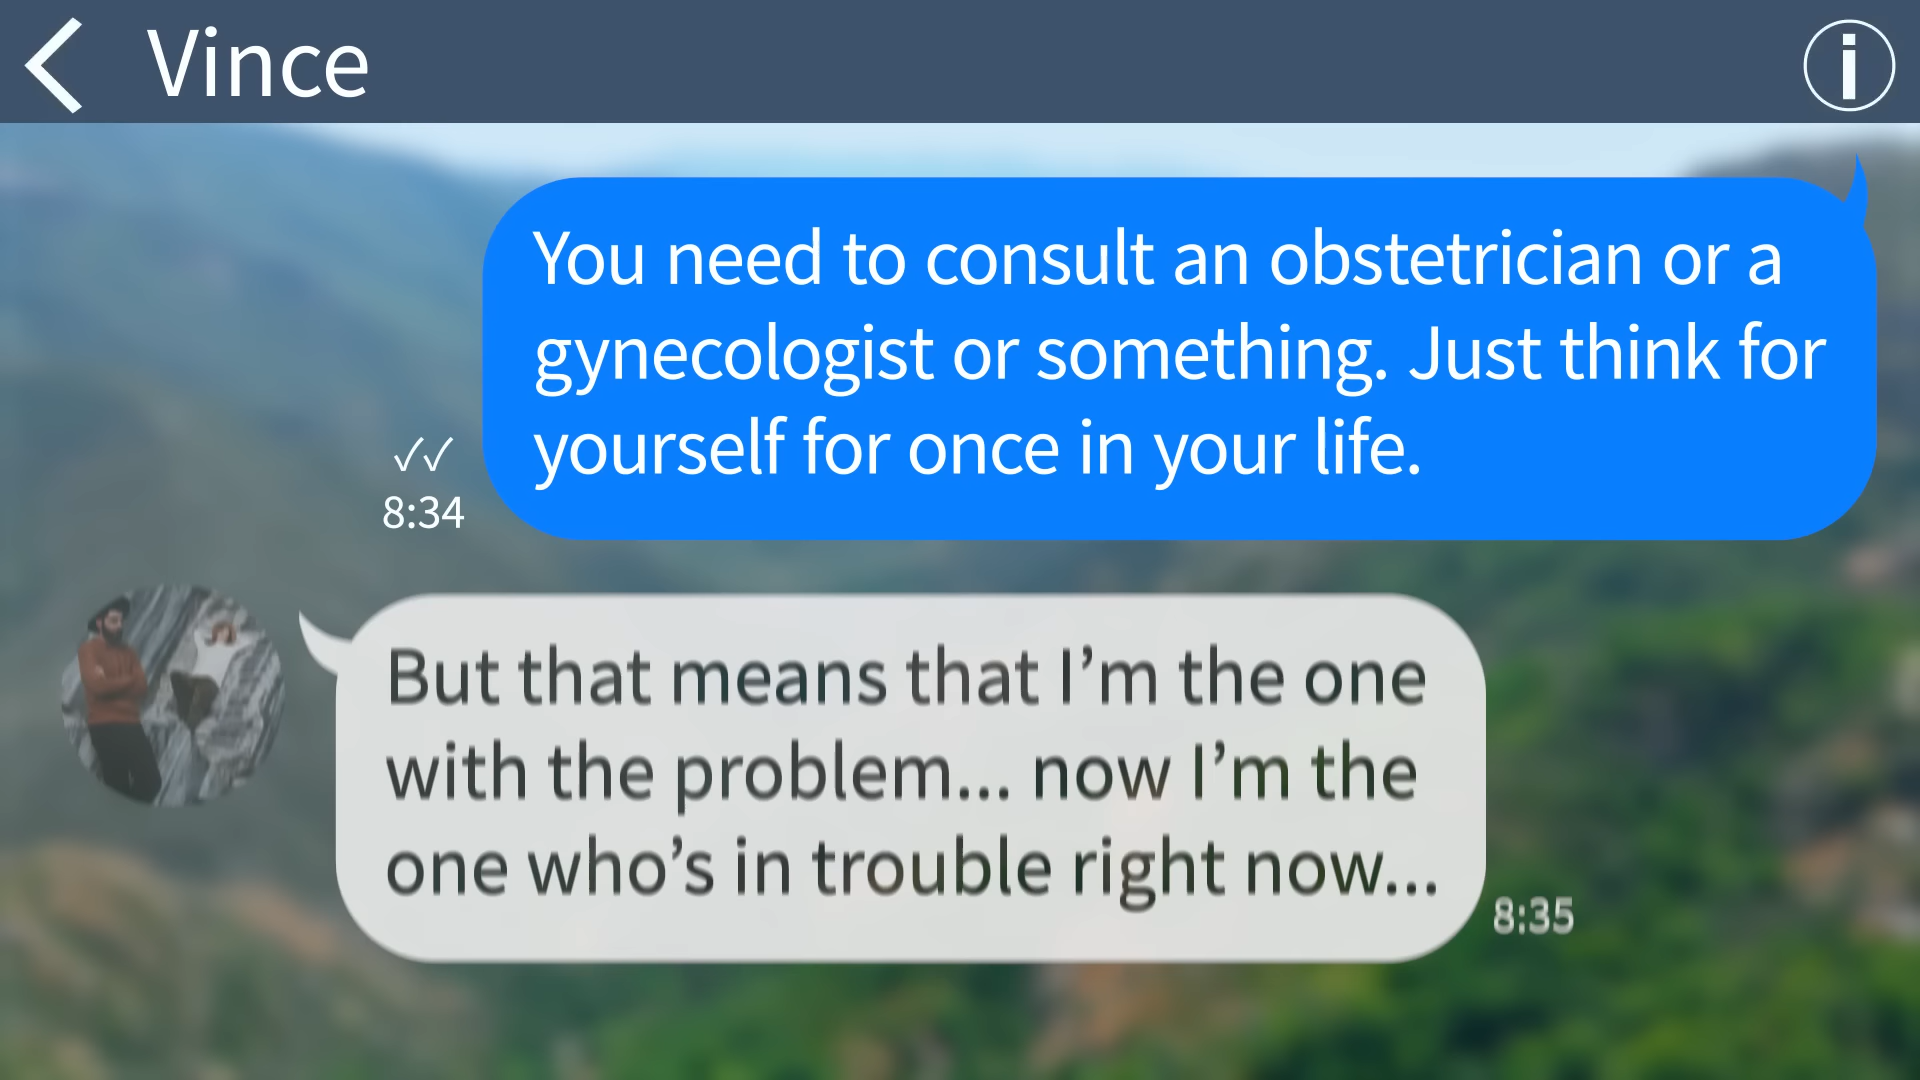 Vince
You need to consult an obstetrician or a
gynecologist or something. Just think for
yourself for once in your life.
8:34
But that means that I’m the one
with the problem... now I’m the
one who’s in trouble right now...
8:35